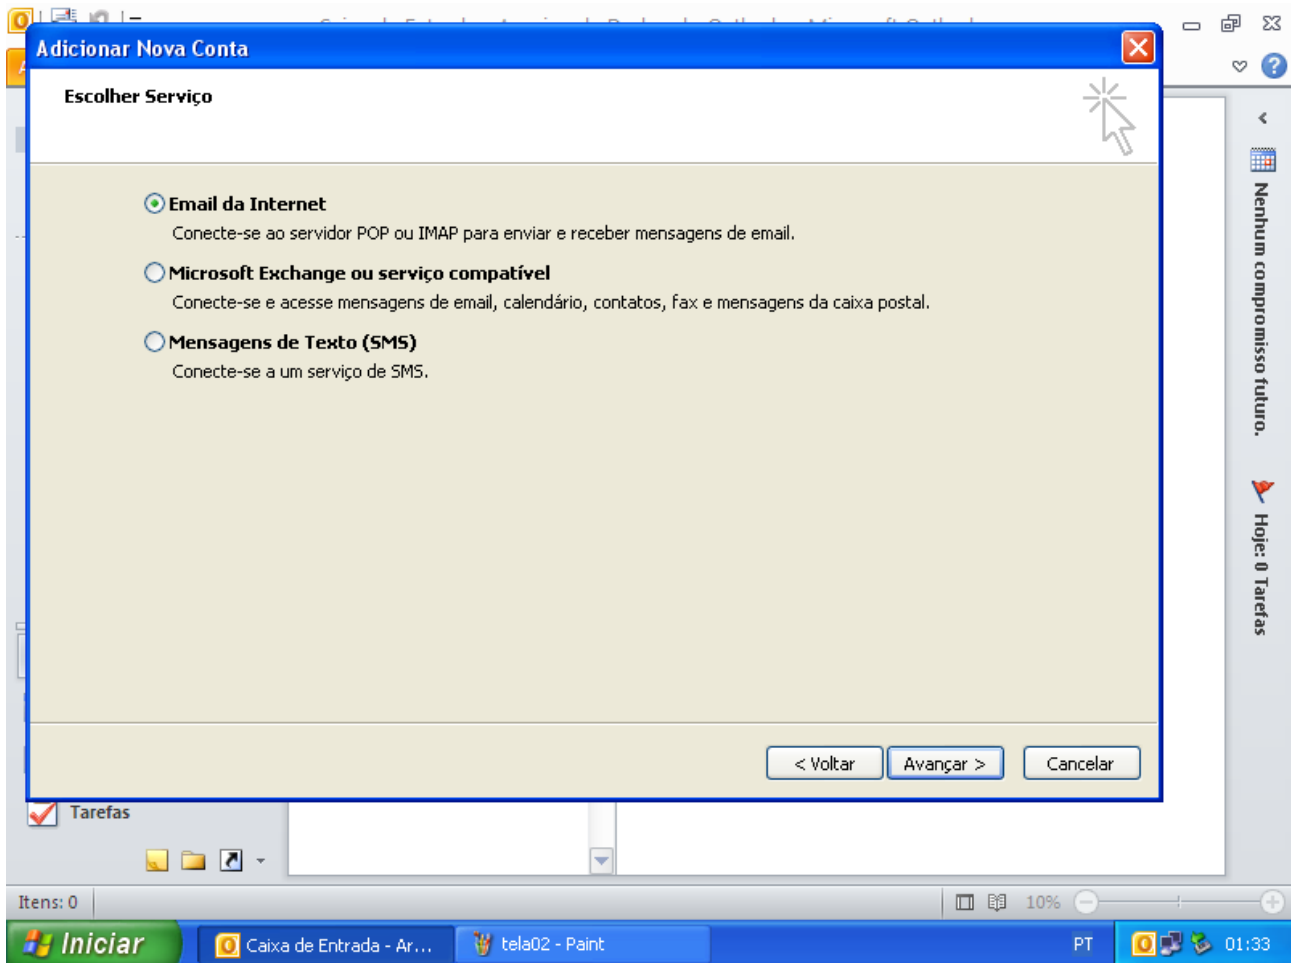 Adicionar Nova Conta
Escolher Serviço
Email da Internet
Conecte-se ao servidor POP ou IMAP para enviar e receber mensagens de email.
Microsoft Exchange ou serviço compatível
Conecte-se e acesse mensagens de email, calendário, contatos, fax e mensagens da caixa postal.
Mensagens de Texto (SMS)
Conecte-se a um serviço de SMS.
< Voltar
Avançar >
Cancelar
Nenhum compromisso futuro.
Hoje: 0 Tarefas
Tarefas
Itens: 0
10%
Iniciar
Caixa de Entrada - Ar...
tela02 - Paint
PT
01:33